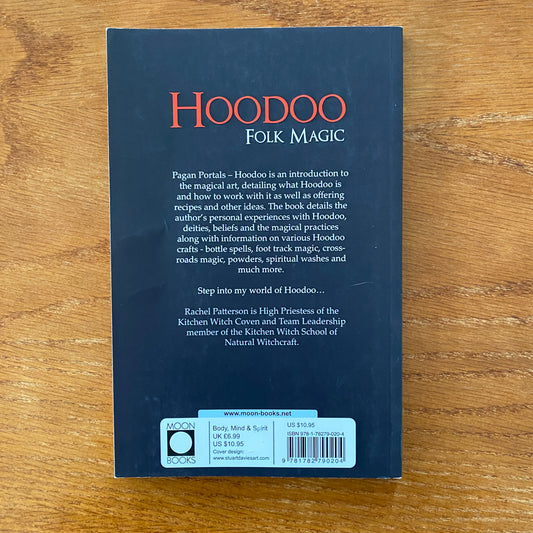 HOODOO
FOLK MAGIC
Pagan Portals – Hoodoo is an introduction to
the magical art, detailing what Hoodoo is
and how to work with it as well as offering
recipes and other ideas. The book details the
author's personal experiences with Hoodoo,
deities, beliefs and the magical practices
along with information on various Hoodoo
crafts - bottle spells, foot track magic, cross-
roads magic, powders, spiritual washes and
much more.
Step into my world of Hoodoo…
Rachel Patterson is High Priestess of the
Kitchen Witch Coven and Team Leadership
member of the Kitchen Witch School of
Natural Witchcraft.
www.moon-books.net
MOON
BOOKS
Body, Mind & Spirit
UK £6.99
US $10.95
Cover design:
www.stuartdaviesart.com
US $10.95
ISBN 978-1-78279-020-4
9 781782 790204